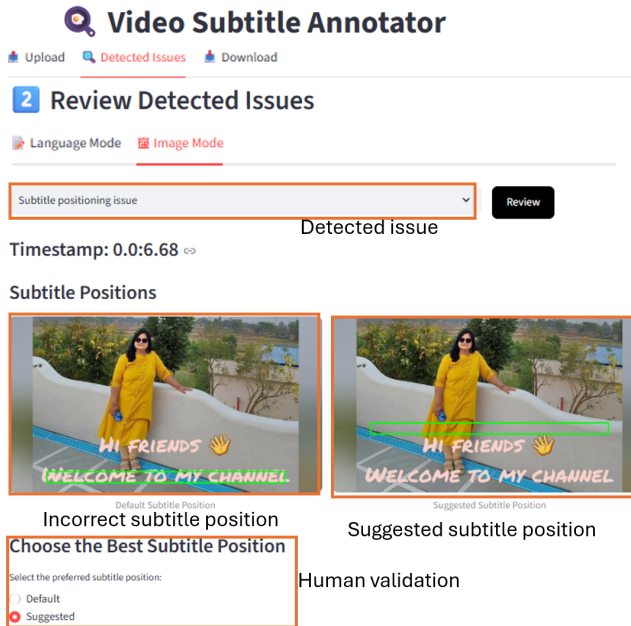 Video Subtitle Annotator
Upload Detected Issues Download
2 Review Detected Issues
Language Mode Image Mode
Subtitle positioning issue
Review
Detected issue
Timestamp: 0.0:6.68
Subtitle Positions
HI FRIENDS
WELCOME TO MY CHANNEL
HI FRIENDS
WELCOME TO MY CHANNEL
Default Subtitle Position
Suggested Subtitle Position
Incorrect subtitle position
Suggested subtitle position
Choose the Best Subtitle Position
Select the preferred subtitle position:
Human validation
Default
Suggested